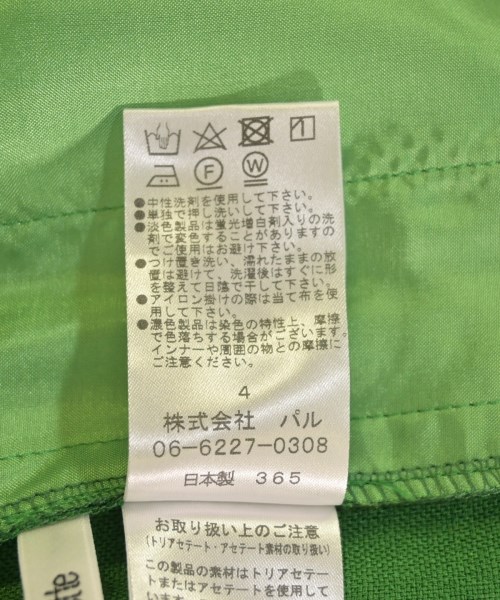 F W
●中性洗剤を使用して下さい。
●単独で押し洗いして下さい。
●淡色製品は蛍光増白剤入りの洗
剤で変色することがありますの
でご使用はお避け下さい。
●つけ置き洗い、濡れたままの放
置は避けて、洗濯後はすぐに形
を整えて日陰で干して下さい。
●アイロン掛けの際は当て布を使
用して下さい。
●濃色製品は染色の特性上、摩擦
で色落ちする場合がございます。
インナーや周囲の物との摩擦に
ご注意ください。
4
株式会社 パル
06-6227-0308
日本製 365
お取り扱い上のご注意
(トリアセテート・アセテート素材の取り扱い)
この製品の素材はトリアセテー
トまたはアセテートを使用して
います。